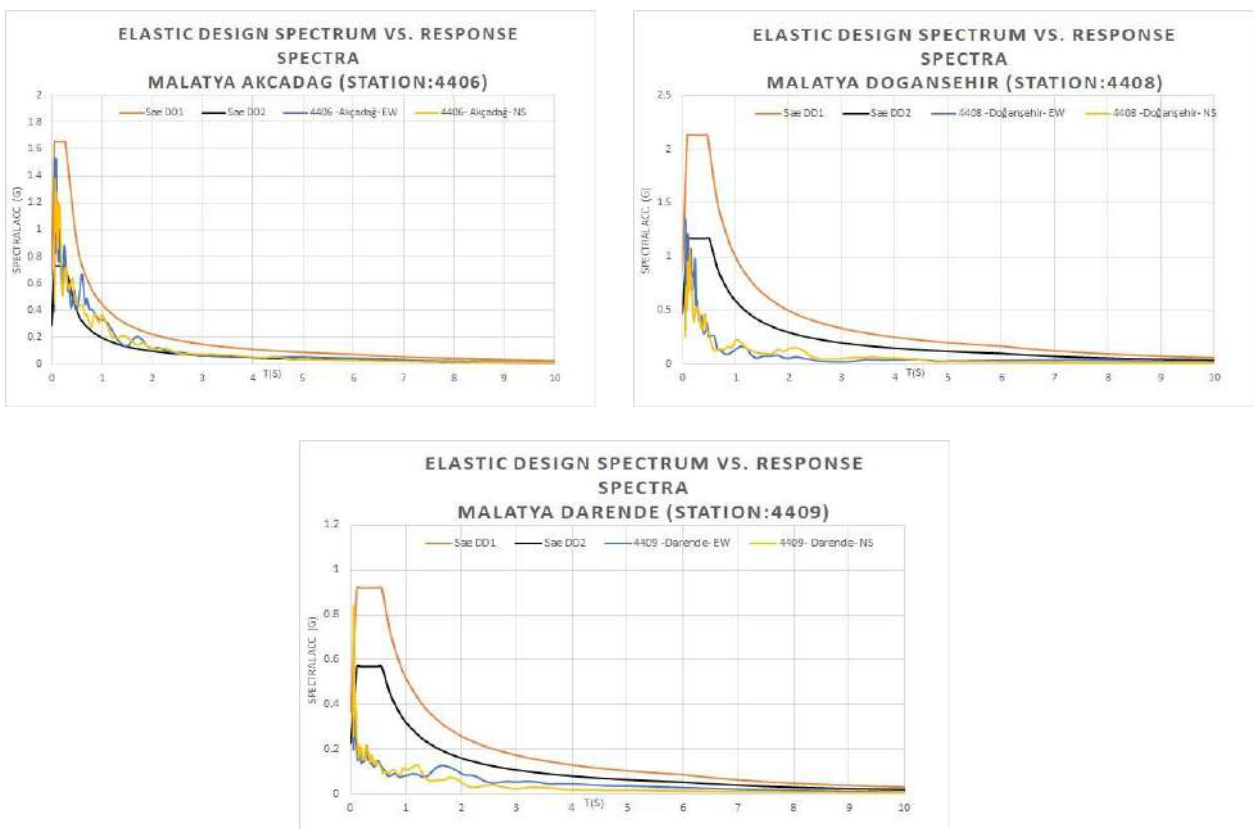 ELASTIC DESIGN SPECTRUM VS. RESPONSE
SPECTRA
MALATYA AKCADAG (STATION:4406)
2
Sae DD1 Sae DD2 4406 -Akçadağ- EW 4406- Akçadağ- NS
1.8
1.6
1.4
1.2
1
0.8
0.6
0.4
0.2
0
SPECTRAL ACC (G)
0 1 2 3 4 5 6 7 8 9 10
T(S)
ELASTIC DESIGN SPECTRUM VS. RESPONSE
SPECTRA
MALATYA DOGANSEHIR (STATION:4408)
2.5
Sae DD1 Sae DD2 4408 -Doğanşehir- EW 4408 -Doğanşehir- NS
2
1.5
1
0.5
0
SPECTRAL ACC (G)
0 1 2 3 4 5 6 7 8 9 10
T(S)
ELASTIC DESIGN SPECTRUM VS. RESPONSE
SPECTRA
MALATYA DARENDE (STATION:4409)
1.2
Sae DD1 Sae DD2 4409 -Darende- EW 4409- Darende- NS
1
0.8
0.6
0.4
0.2
0
SPECTRAL ACC (G)
0 1 2 3 4 5 6 7 8 9 10
T(S)